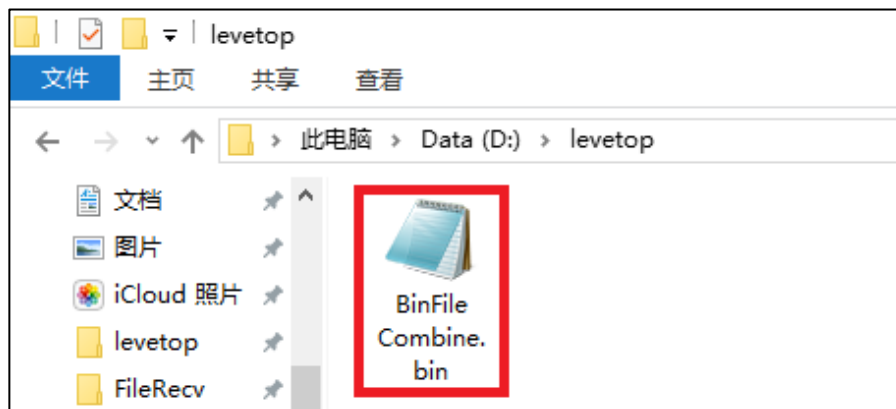 levetop
文件 主页 共享 查看
此电脑 > Data (D:) > levetop
文档
图片
iCloud 照片
levetop
FileRecv
BinFile
Combine.
bin